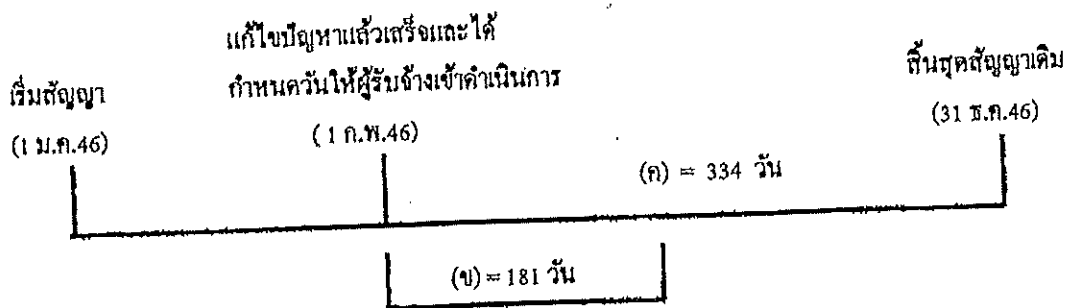 แก้ไขปัญหาแล้วเสร็จและได้
กำหนดวันให้ผู้รับจ้างเข้าดำเนินการ
(1 ก.พ.46)
เริ่มสัญญา
(1 ม.ค.46)
สิ้นสุดสัญญาเดิม
(31 ธ.ค.46)
(ค) = 334 วัน
(ข) = 181 วัน